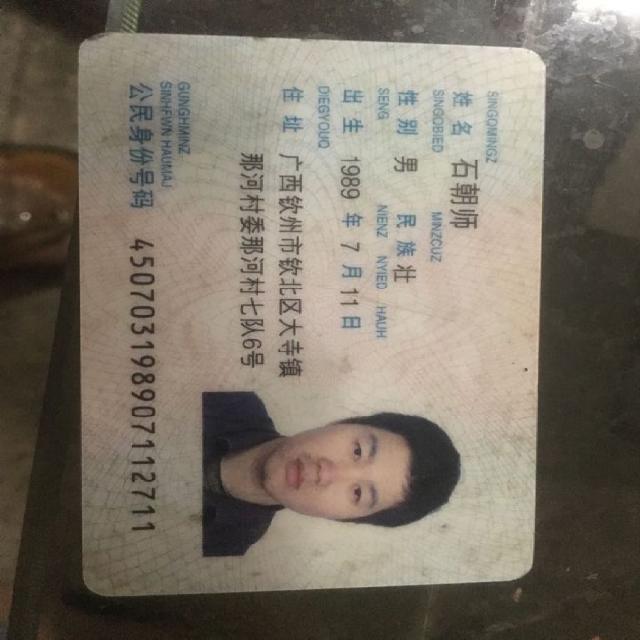 SINGOMINGZ
姓名 石朝师
SINGQBIED MINZCUZ
性别 男 民族 壮
SENG NIENZ NYIED HAUH
出生 1989 年 7 月 11 日
DIEGYOUQ
住址 广西钦州市钦北区大寺镇
那河村委那河村七队6号
GUNGHMINZ
SINHFWN HAUMAJ
公民身份号码 450703198907112711